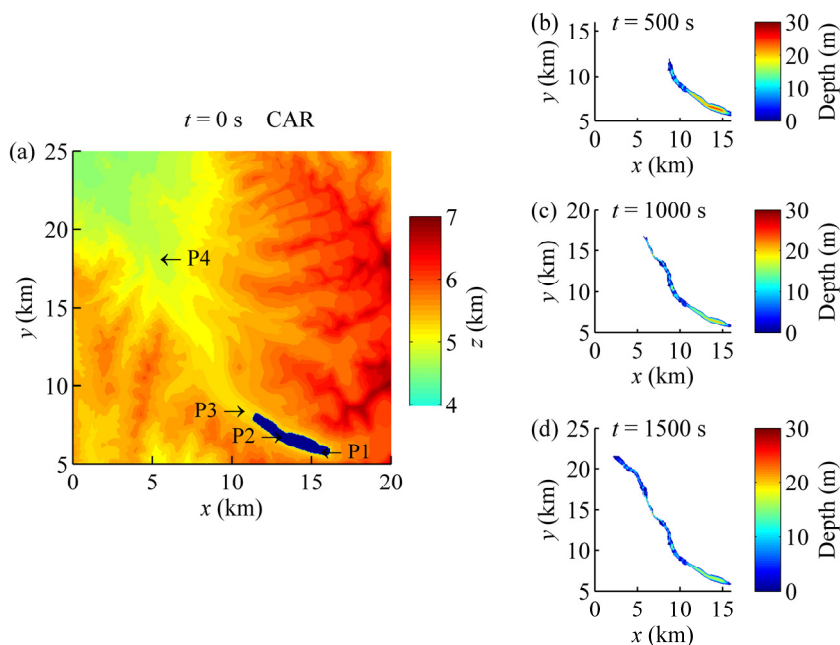 t = 0 s CAR
(a)
25
20
15
10
5
y (km)
0 5 10 15 20
x (km)
← P4
P3 →
P2 →
← P1
7
6
5
4
z (km)
(b)
t = 500 s
15
10
5
y (km)
0 5 10 15
x (km)
30
20
10
0
Depth (m)
(c)
t = 1000 s
20
15
10
5
y (km)
0 5 10 15
x (km)
30
20
10
0
Depth (m)
(d)
t = 1500 s
25
20
15
10
5
y (km)
0 5 10 15
x (km)
30
20
10
0
Depth (m)